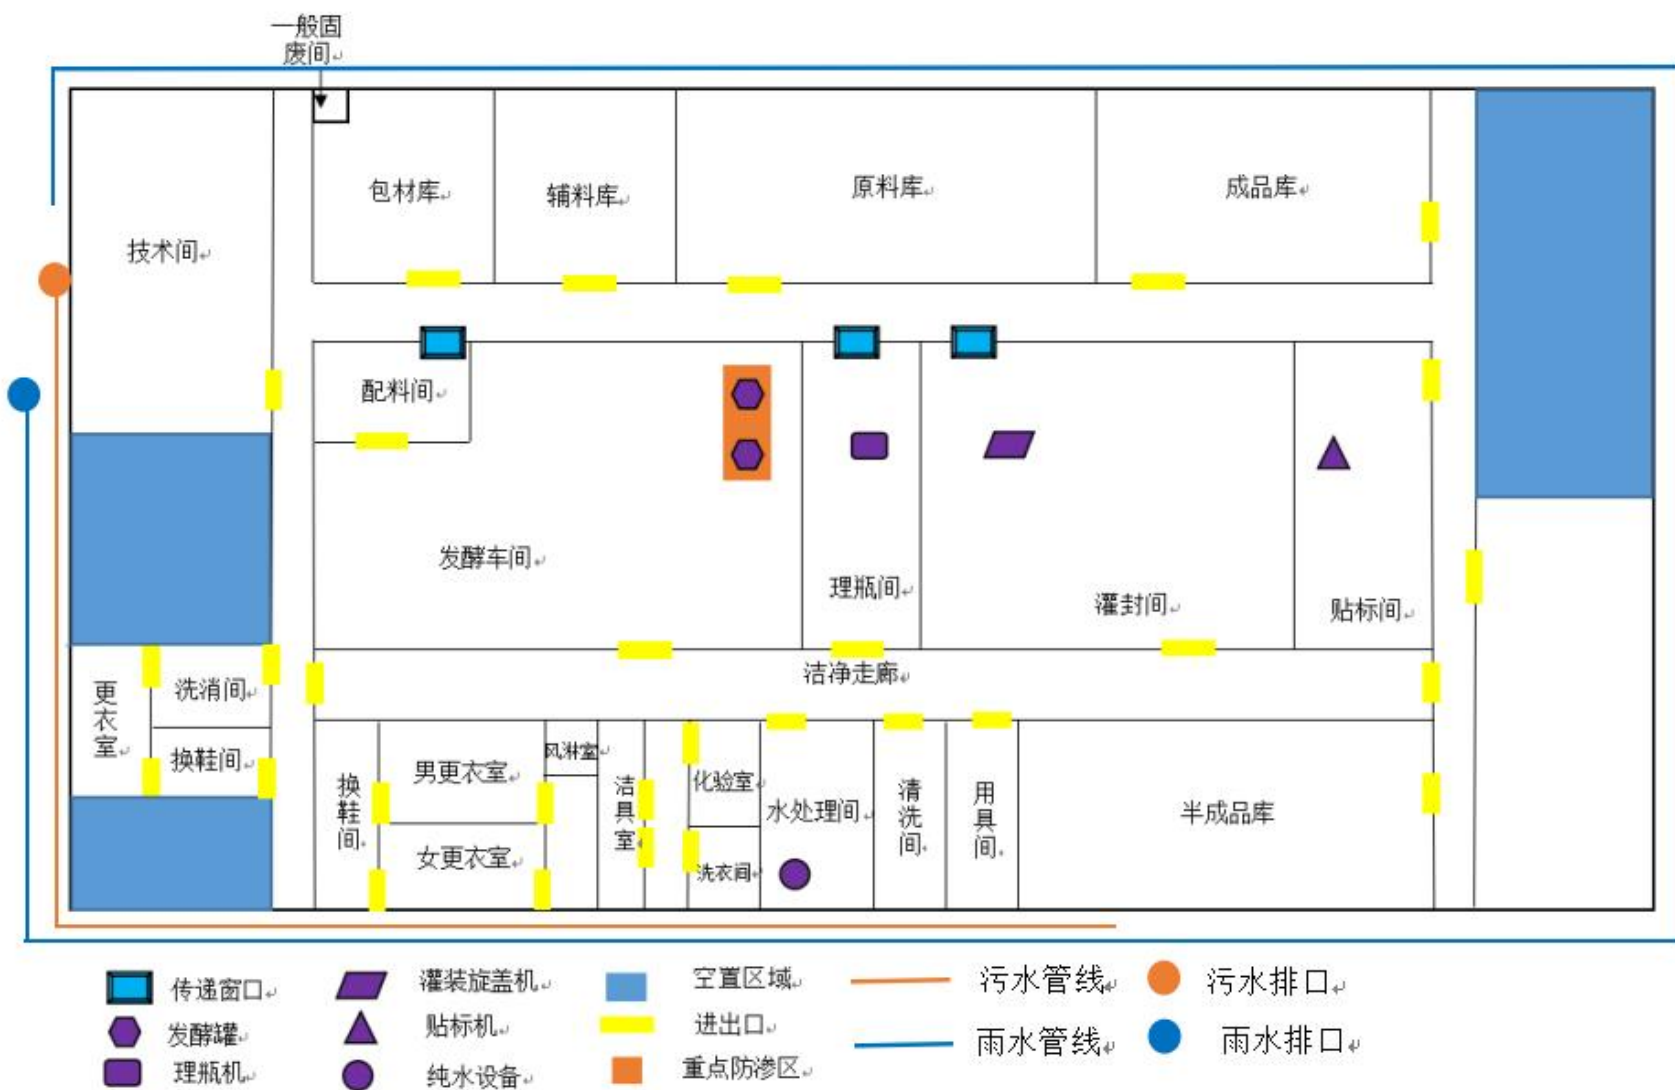 一般固
废间
包材库
辅料库
原料库
成品库
技术间
配料间
发酵车间
理瓶间
灌封间
贴标间
洁净走廊
更
衣
室
洗消间
换鞋间
换
鞋
间
男更衣室
女更衣室
风淋室
洁
具
室
化验室
洗衣间
水处理间
清
洗
间
用
具
间
半成品库
传递窗口
灌装旋盖机
空置区域
污水管线
污水排口
发酵罐
贴标机
进出口
雨水管线
雨水排口
理瓶机
纯水设备
重点防渗区